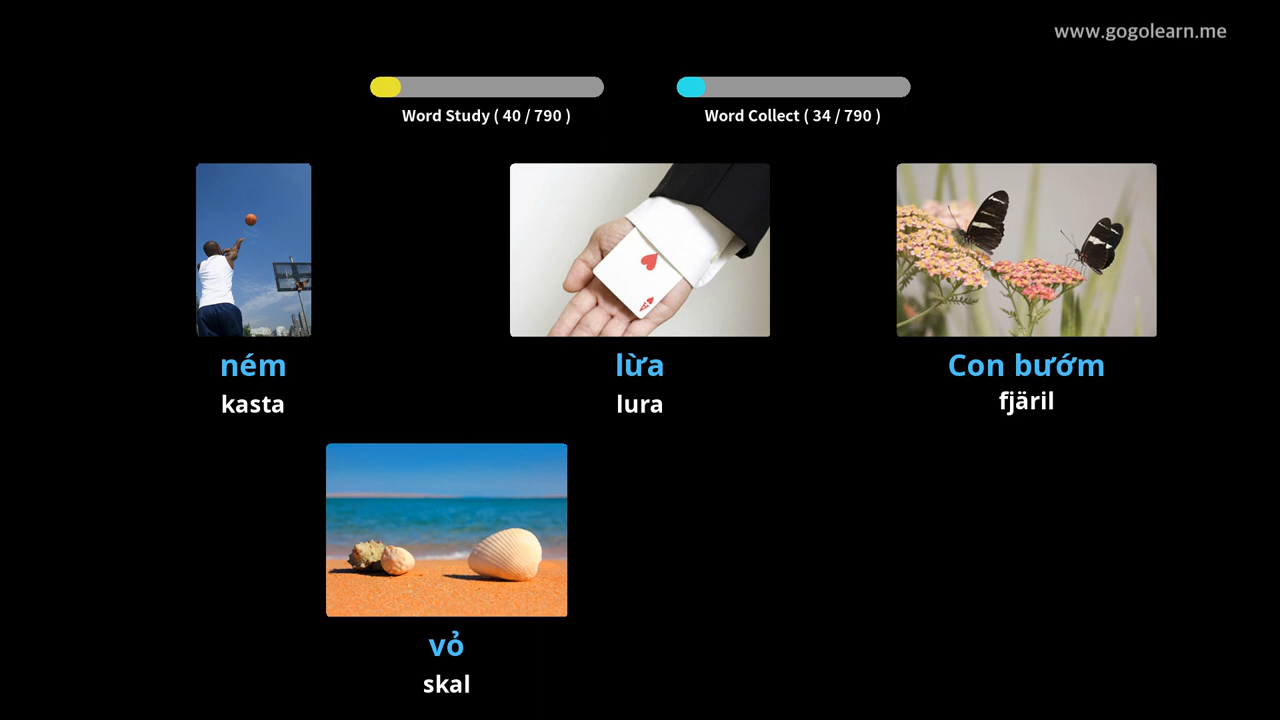 www.gogolearn.me
Word Study ( 40 / 790 )
Word Collect ( 34 / 790 )
ném
kasta
lừa
lura
Con bướm
fjäril
vỏ
skal